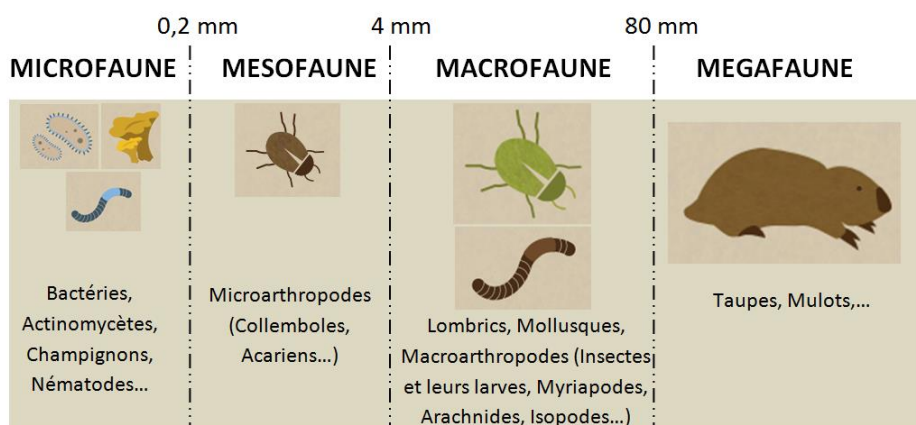 0,2 mm
4 mm
80 mm
MICROFAUNE
MESOFAUNE
MACROFAUNE
MEGAFAUNE
Bactéries,
Actinomycètes,
Champignons,
Nématodes...
Microarthropodes
(Collemboles,
Acariens...)
Lombrics, Mollusques,
Macroarthropodes (Insectes
et leurs larves, Myriapodes,
Arachnides, Isopodes...)
Taupes, Mulots,...